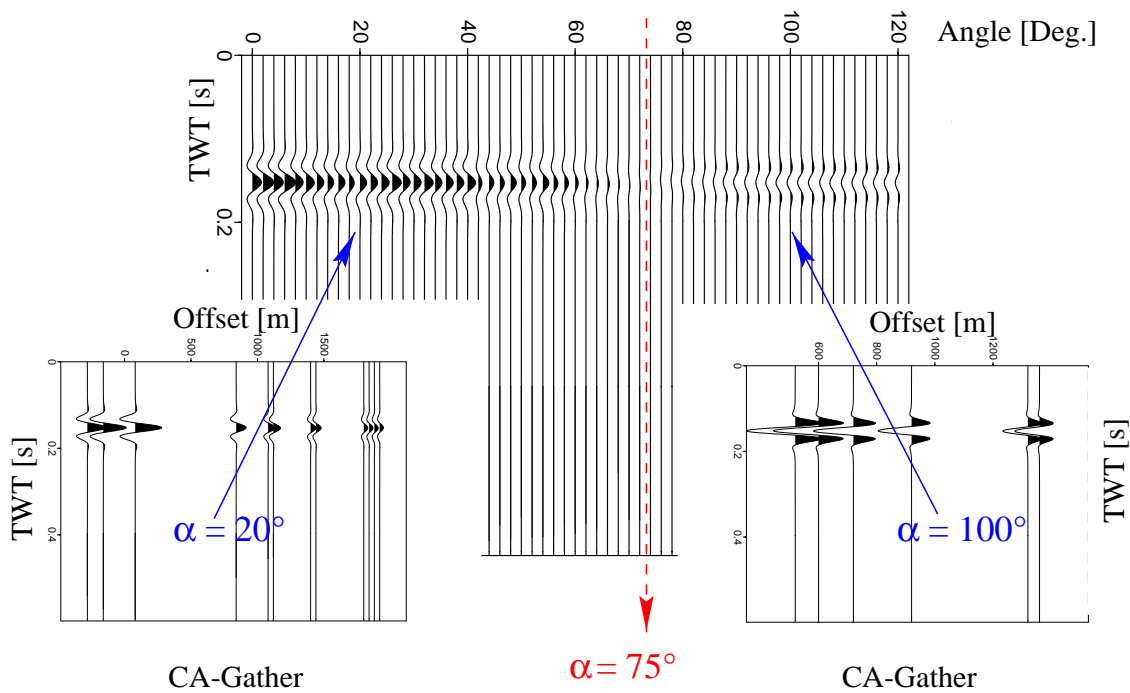 0 20 40 60 80 100 120 Angle [Deg.]
TWT [s]
0
0.2
Offset [m]
0 500 1000 1500
TWT [s]
0
0.2
0.4
α = 20°
CA-Gather
α = 75°
Offset [m]
600 800 1000 1200
TWT [s]
0
0.2
0.4
α = 100°
CA-Gather